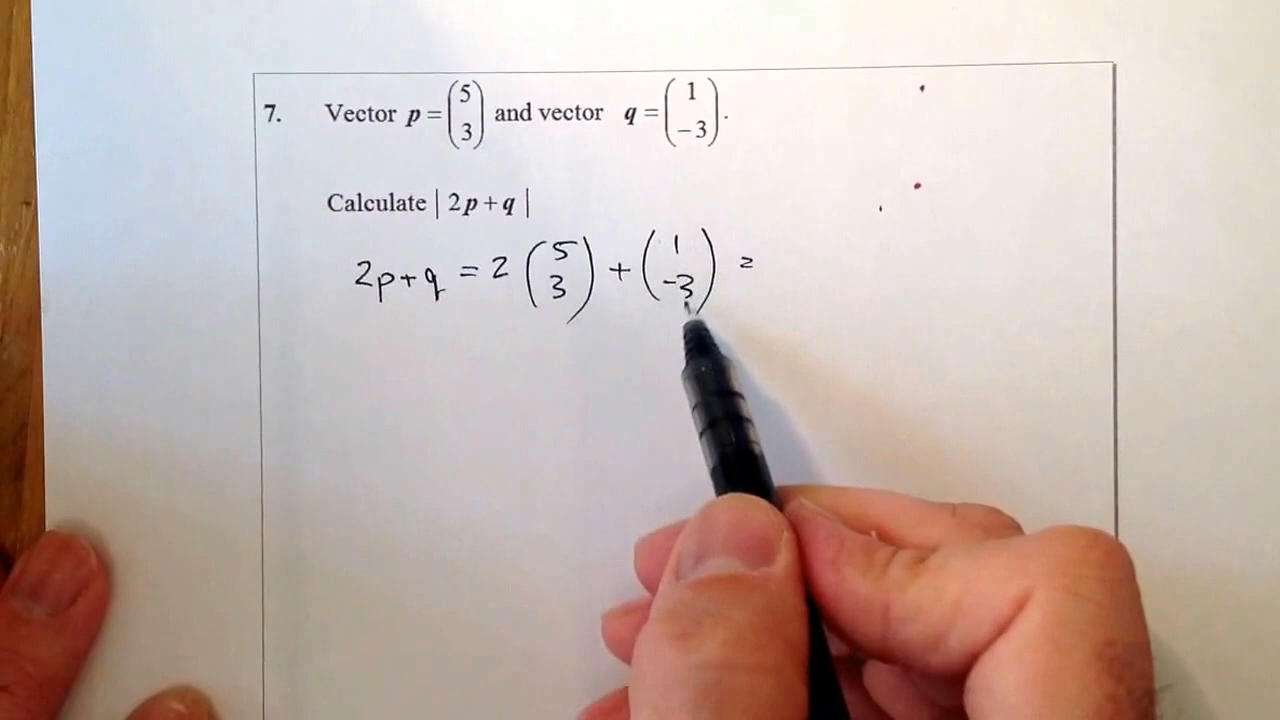 7. Vector p = (5 3) and vector q = (1 -3).
Calculate | 2p + q |
2p+q = 2 (5 3) + (1 -3) =